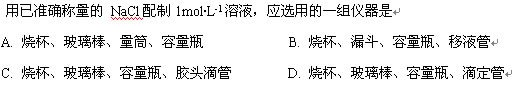 用已准确称量的 NaCl 配制 1mol·L-1溶液，应选用的一组仪器是
A. 烧杯、玻璃棒、量筒、容量瓶 B. 烧杯、漏斗、容量瓶、移液管
C. 烧杯、玻璃棒、容量瓶、胶头滴管 D. 烧杯、玻璃棒、容量瓶、滴定管